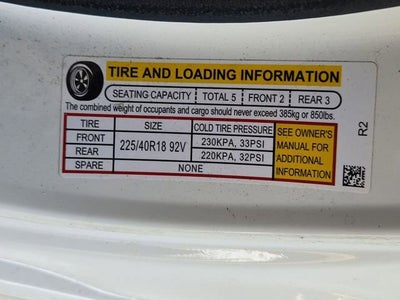 TIRE AND LOADING INFORMATION
SEATING CAPACITY TOTAL 5 FRONT 2 REAR 3
The combined weight of occupants and cargo should never exceed 385kg or 850lbs.
TIRE SIZE COLD TIRE PRESSURE
FRONT 225/40R18 92V 230KPA, 33PSI
REAR 220KPA, 32PSI
SPARE NONE
SEE OWNER'S
MANUAL FOR
ADDITIONAL
INFORMATION
R2